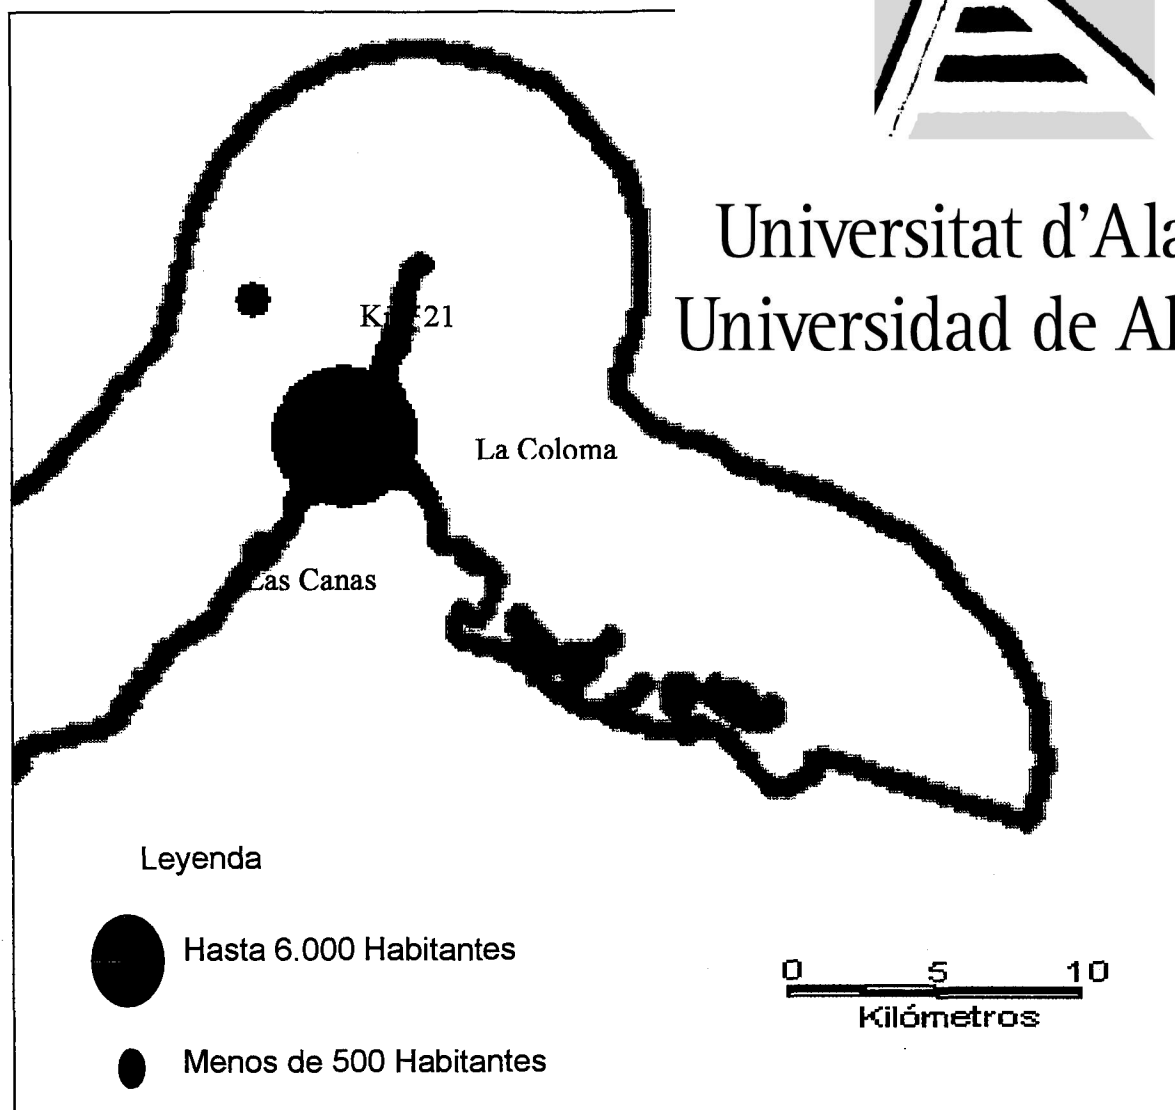 Universitat d'Ala
Universidad de Al
21
La Coloma
Las Canas
Leyenda
Hasta 6.000 Habitantes
Menos de 500 Habitantes
0 5 10
Kilómetros